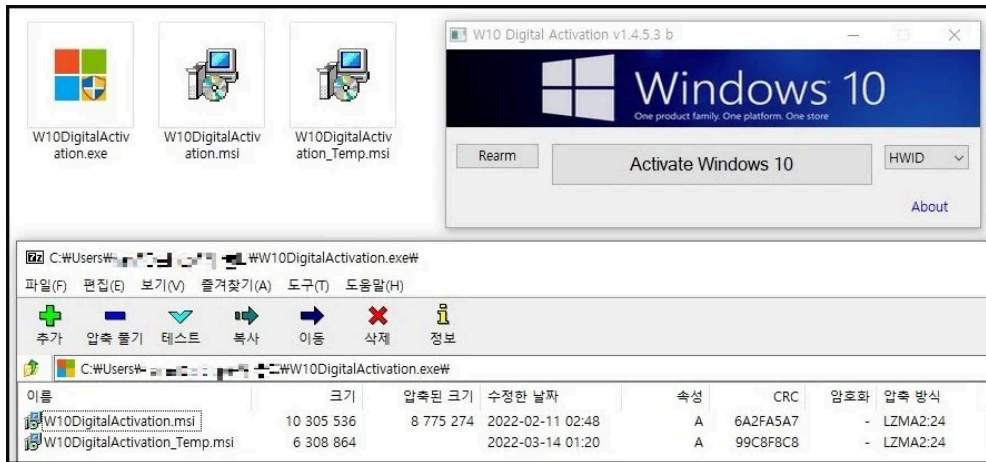 W10DigitalActiv
ation.exe
W10DigitalActiv
ation.msi
W10DigitalActiv
ation_Temp.msi
W10 Digital Activation v1.4.5.3 b
Windows 10
One product family. One platform. One store
Rearm
Activate Windows 10
HWID
About
C:₩Users₩ ₩W10DigitalActivation.exe₩
파일(F) 편집(E) 보기(V) 즐겨찾기(A) 도구(T) 도움말(H)
추가 압축 풀기 테스트 복사 이동 삭제 정보
C:₩Users₩ ₩W10DigitalActivation.exe₩
이름 크기 압축된 크기 수정한 날짜 속성 CRC 암호화 압축 방식
W10DigitalActivation.msi 10 305 536 8 775 274 2022-02-11 02:48 A 6A2FA5A7 - LZMA2:24
W10DigitalActivation_Temp.msi 6 308 864 2022-03-14 01:20 A 99C8F8C8 - LZMA2:24